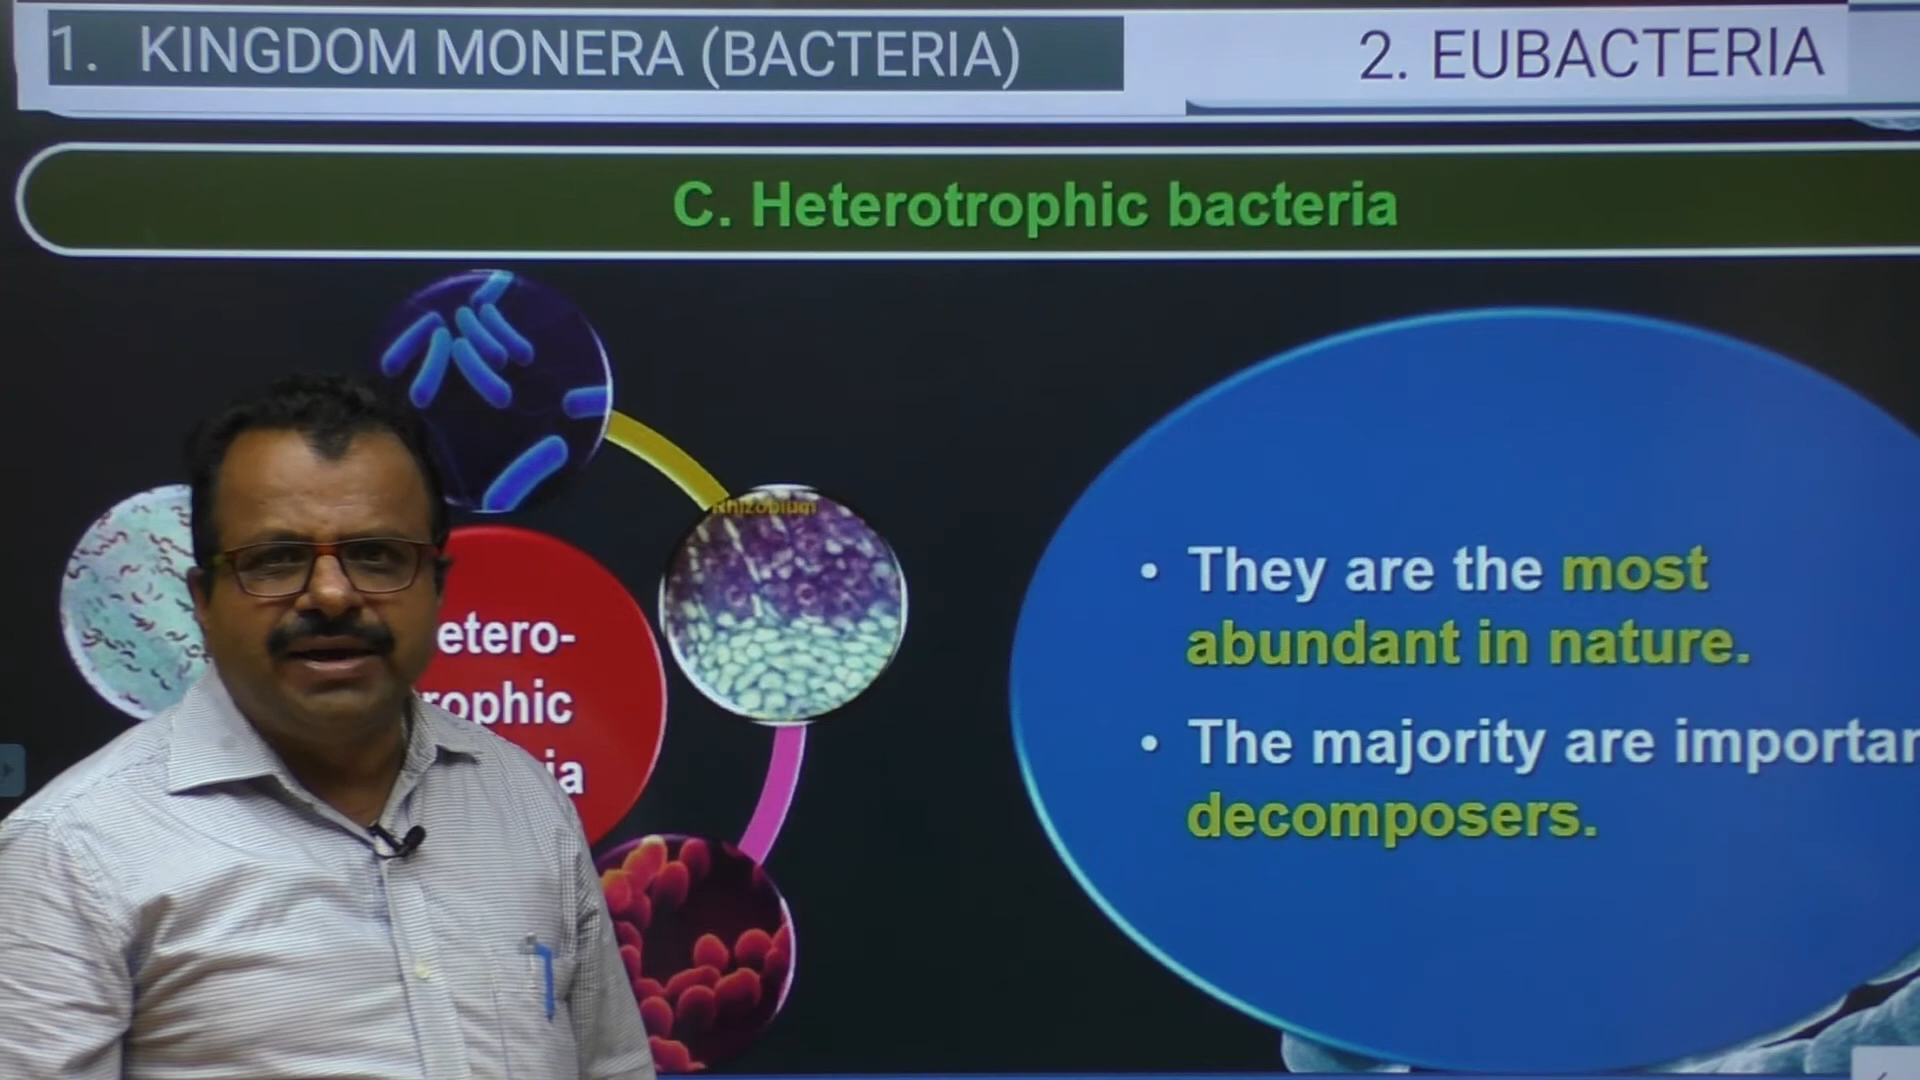 1. KINGDOM MONERA (BACTERIA)
2. EUBACTERIA
C. Heterotrophic bacteria
Rhizobium
etero-
rophic
ia
• They are the most
abundant in nature.
• The majority are importan
decomposers.